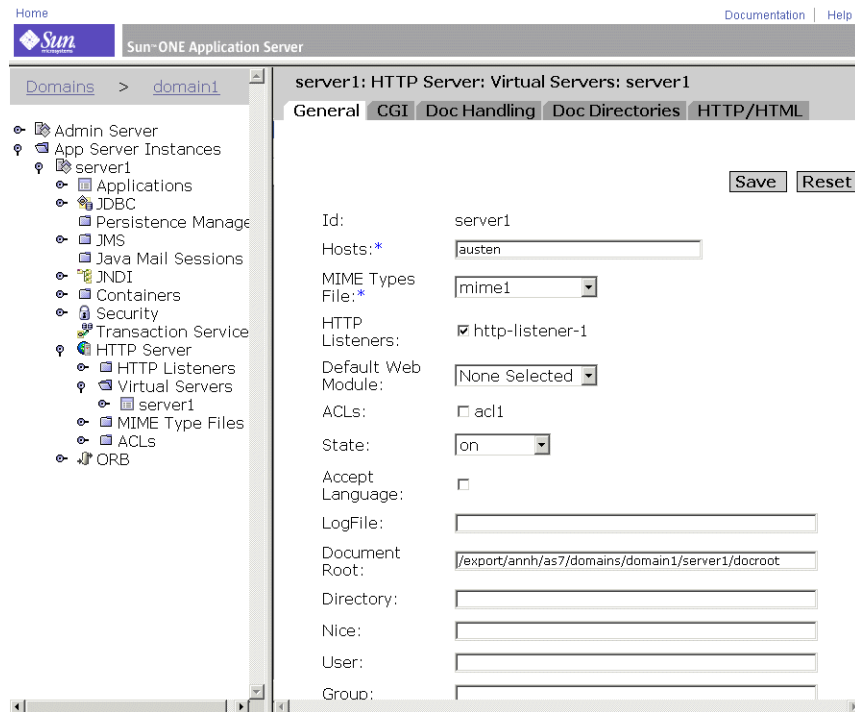 Home
Documentation | Help
Sun
microsystems
Sun™ ONE Application Server
Domains > domain1
Admin Server
App Server Instances
server1
Applications
JDBC
Persistence Manage
JMS
Java Mail Sessions
JNDI
Containers
Security
Transaction Service
HTTP Server
HTTP Listeners
Virtual Servers
server1
MIME Type Files
ACLs
ORB
server1: HTTP Server: Virtual Servers: server1
General CGI Doc Handling Doc Directories HTTP/HTML
Save Reset
Id: server1
Hosts:* austen
MIME Types
File:* mime1
HTTP
Listeners: http-listener-1
Default Web
Module: None Selected
ACLs: acl1
State: on
Accept
Language:
LogFile:
Document
Root: /export/annh/as7/domains/domain1/server1/docroot
Directory:
Nice:
User:
Group: